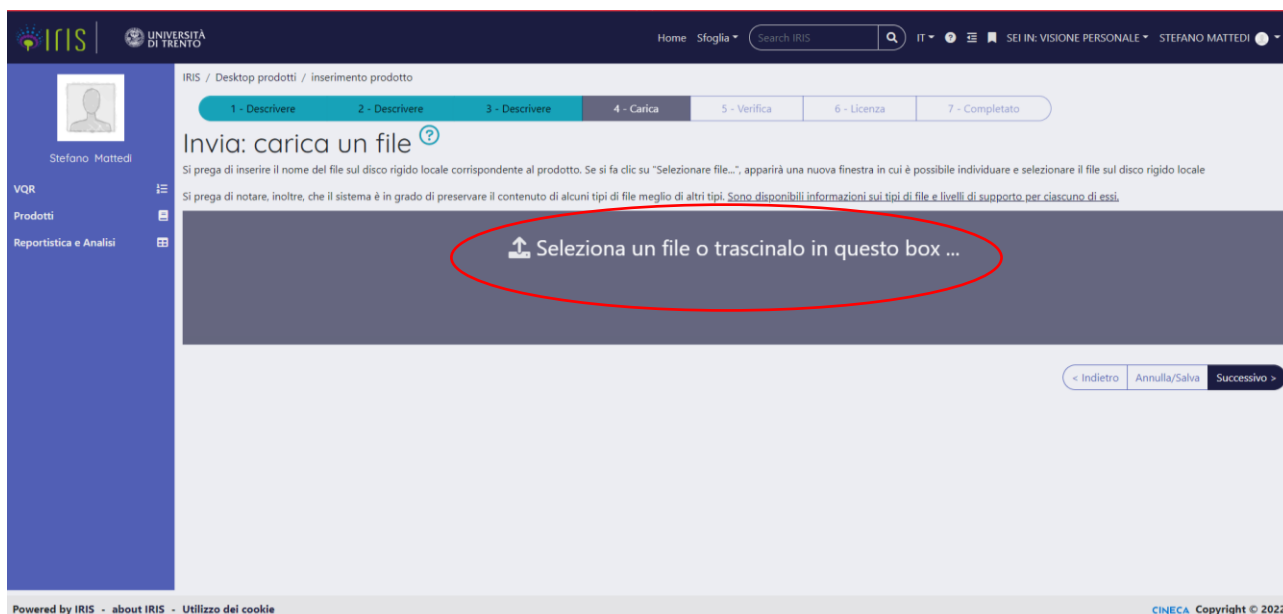 IRIS
UNIVERSITÀ
DI TRENTO
Home Sfoglia Search IRIS IT SEI IN: VISIONE PERSONALE STEFANO MATTEDI
Stefano Mattedi
VQR
Prodotti
Reportistica e Analisi
IRIS / Desktop prodotti / inserimento prodotto
1 - Descrivere 2 - Descrivere 3 - Descrivere 4 - Carica 5 - Verifica 6 - Licenza 7 - Completato
Invia: carica un file ?
Si prega di inserire il nome del file sul disco rigido locale corrispondente al prodotto. Se si fa clic su "Selezionare file...", apparirà una nuova finestra in cui è possibile individuare e selezionare il file sul disco rigido locale
Si prega di notare, inoltre, che il sistema è in grado di preservare il contenuto di alcuni tipi di file meglio di altri tipi. Sono disponibili informazioni sui tipi di file e livelli di supporto per ciascuno di essi.
Seleziona un file o trascinalo in questo box ...
< Indietro Annulla/Salva Successivo >
Powered by IRIS - about IRIS - Utilizzo dei cookie
CINECA Copyright © 2022